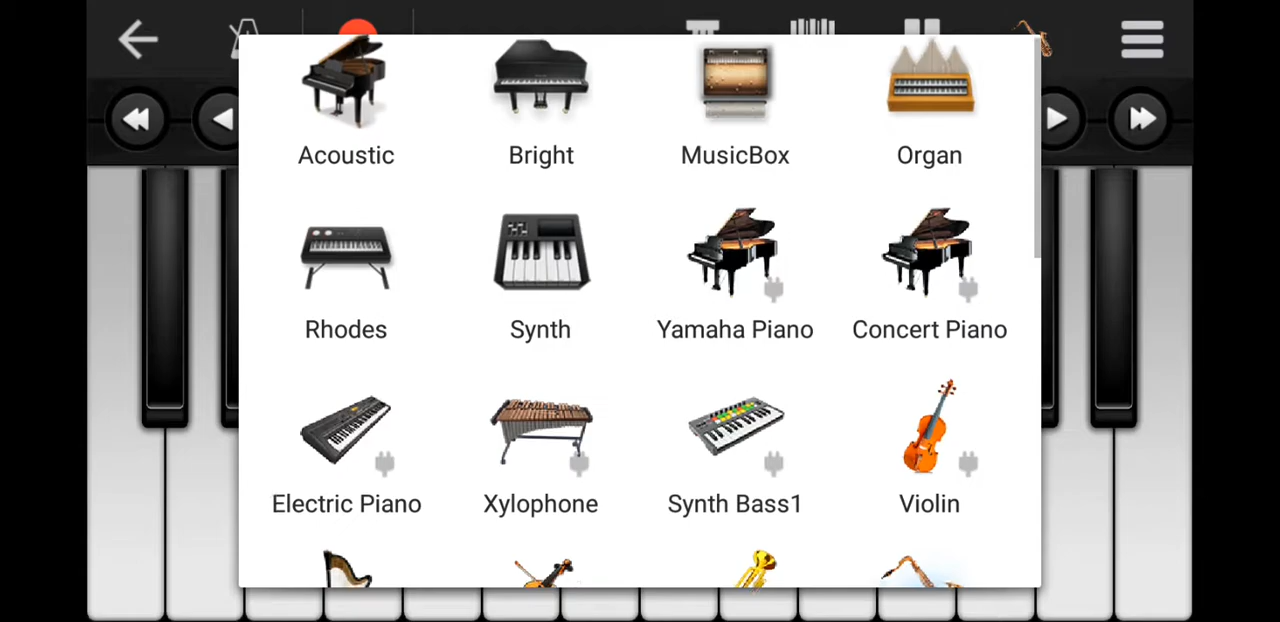 Acoustic Bright MusicBox Organ
Rhodes Synth Yamaha Piano Concert Piano
Electric Piano Xylophone Synth Bass1 Violin